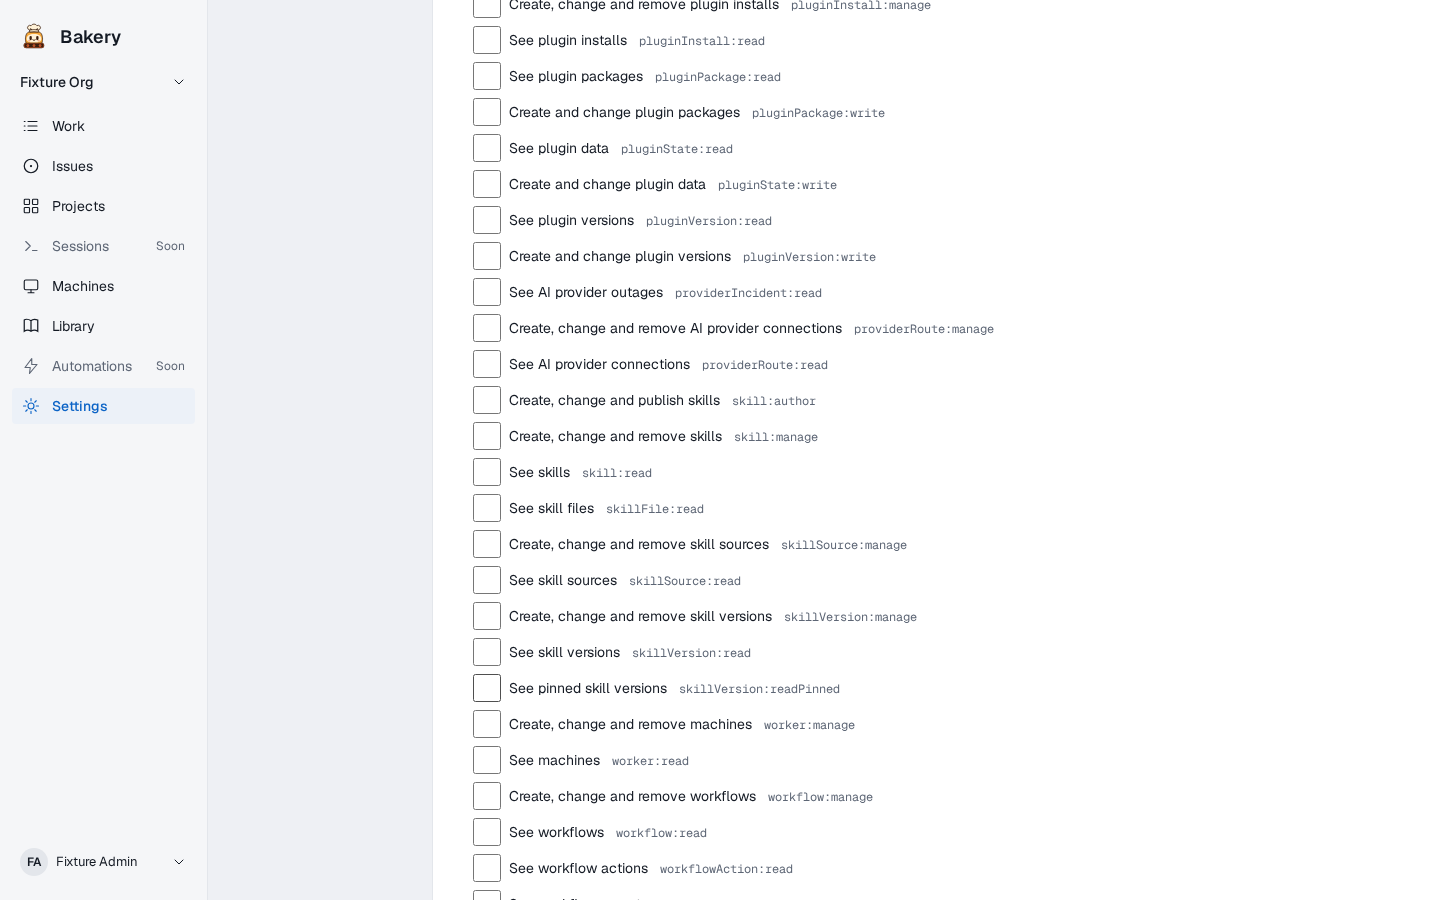 Bakery
Fixture Org
Work
Issues
Projects
Sessions Soon
Machines
Library
Automations Soon
Settings
FA Fixture Admin
Create, change and remove plugin installs pluginInstall:manage
See plugin installs pluginInstall:read
See plugin packages pluginPackage:read
Create and change plugin packages pluginPackage:write
See plugin data pluginState:read
Create and change plugin data pluginState:write
See plugin versions pluginVersion:read
Create and change plugin versions pluginVersion:write
See AI provider outages providerIncident:read
Create, change and remove AI provider connections providerRoute:manage
See AI provider connections providerRoute:read
Create, change and publish skills skill:author
Create, change and remove skills skill:manage
See skills skill:read
See skill files skillFile:read
Create, change and remove skill sources skillSource:manage
See skill sources skillSource:read
Create, change and remove skill versions skillVersion:manage
See skill versions skillVersion:read
See pinned skill versions skillVersion:readPinned
Create, change and remove machines worker:manage
See machines worker:read
Create, change and remove workflows workflow:manage
See workflows workflow:read
See workflow actions workflowAction:read